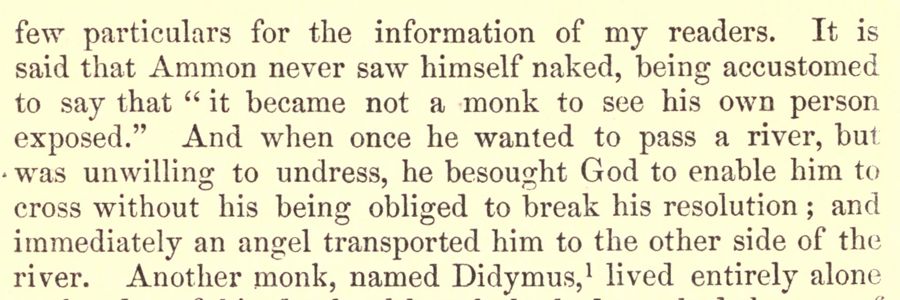 few particulars for the information of my readers. It is
said that Ammon never saw himself naked, being accustomed
to say that “ it became not a monk to see his own person
exposed.” And when once he wanted to pass a river, but
was unwilling to undress, he besought God to enable him to
cross without his being obliged to break his resolution ; and
immediately an angel transported him to the other side of the
river. Another monk, named Didymus,¹ lived entirely alone